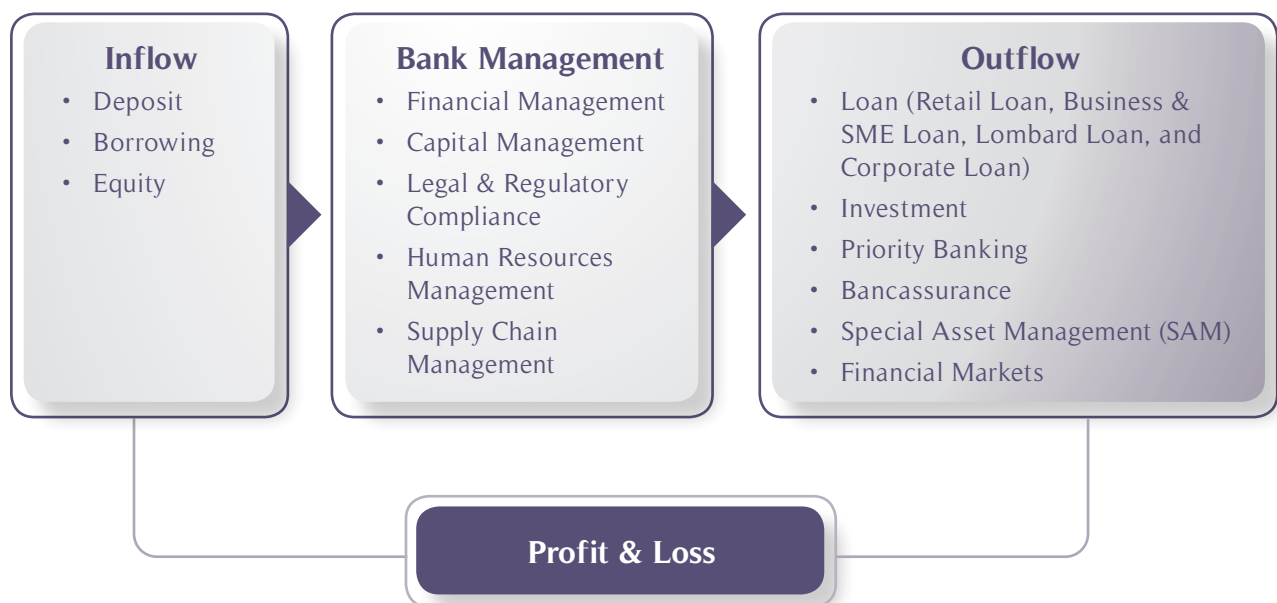 Inflow
• Deposit
• Borrowing
• Equity
Bank Management
• Financial Management
• Capital Management
• Legal & Regulatory
Compliance
• Human Resources
Management
• Supply Chain
Management
Outflow
• Loan (Retail Loan, Business &
SME Loan, Lombard Loan, and
Corporate Loan)
• Investment
• Priority Banking
• Bancassurance
• Special Asset Management (SAM)
• Financial Markets
Profit & Loss